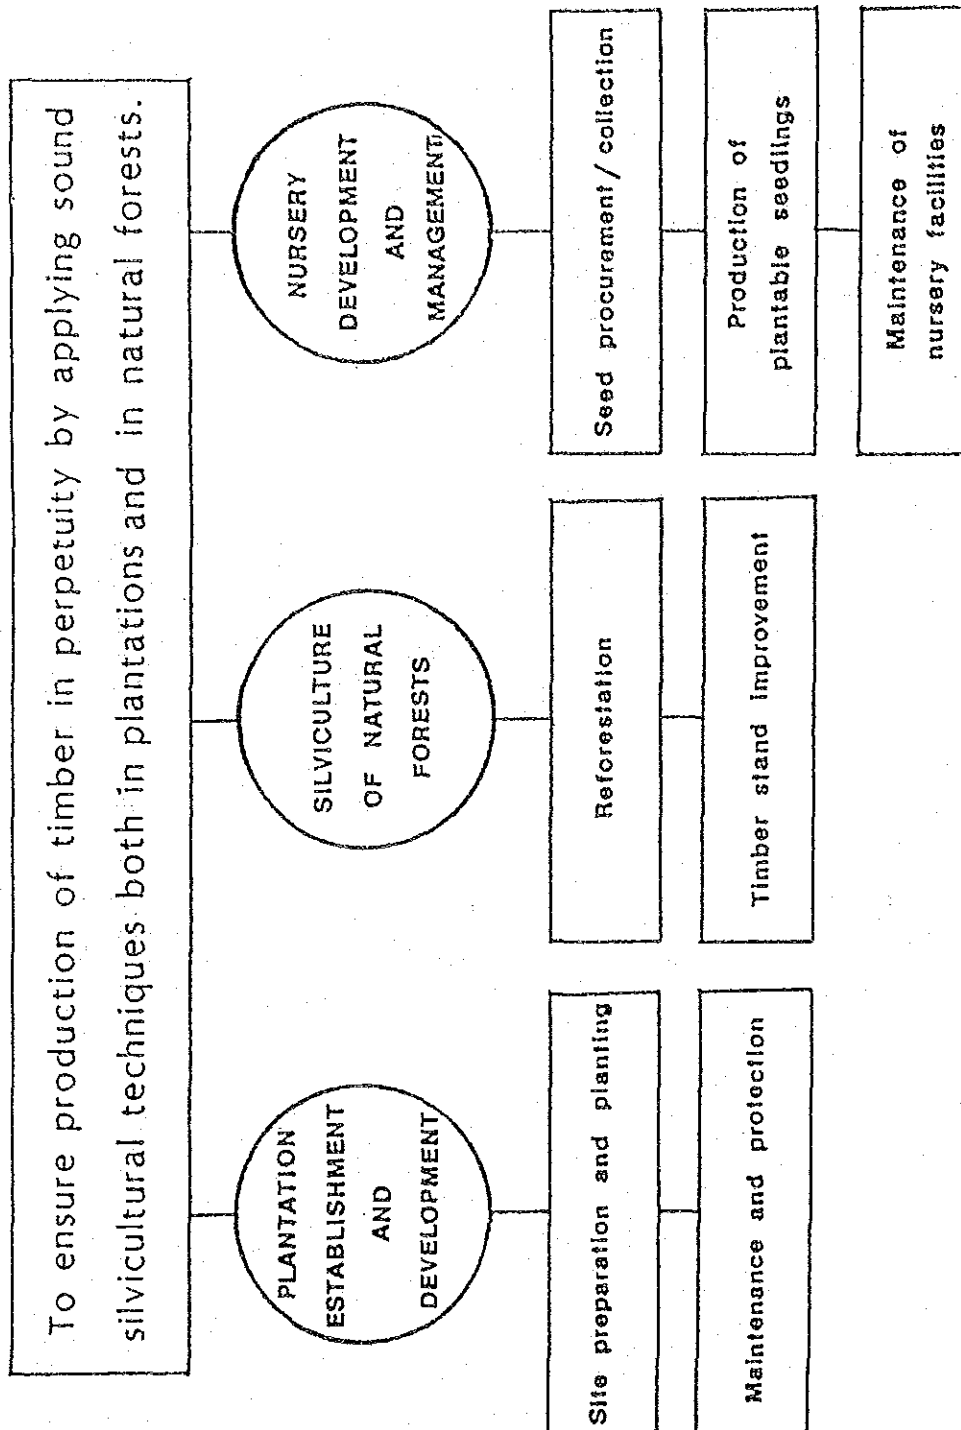 To ensure production of timber in perpetuity by applying sound
silvicultural techniques both in plantations and in natural forests.
PLANTATION
ESTABLISHMENT
AND
DEVELOPMENT
Site preparation and planting
Maintenance and protection
SILVICULTURE
OF NATURAL
FORESTS
Reforestation
Timber stand improvement
NURSERY
DEVELOPMENT
AND
MANAGEMENT
Seed procurement/collection
Production of
plantable seedlings
Maintenance of
nursery facilities